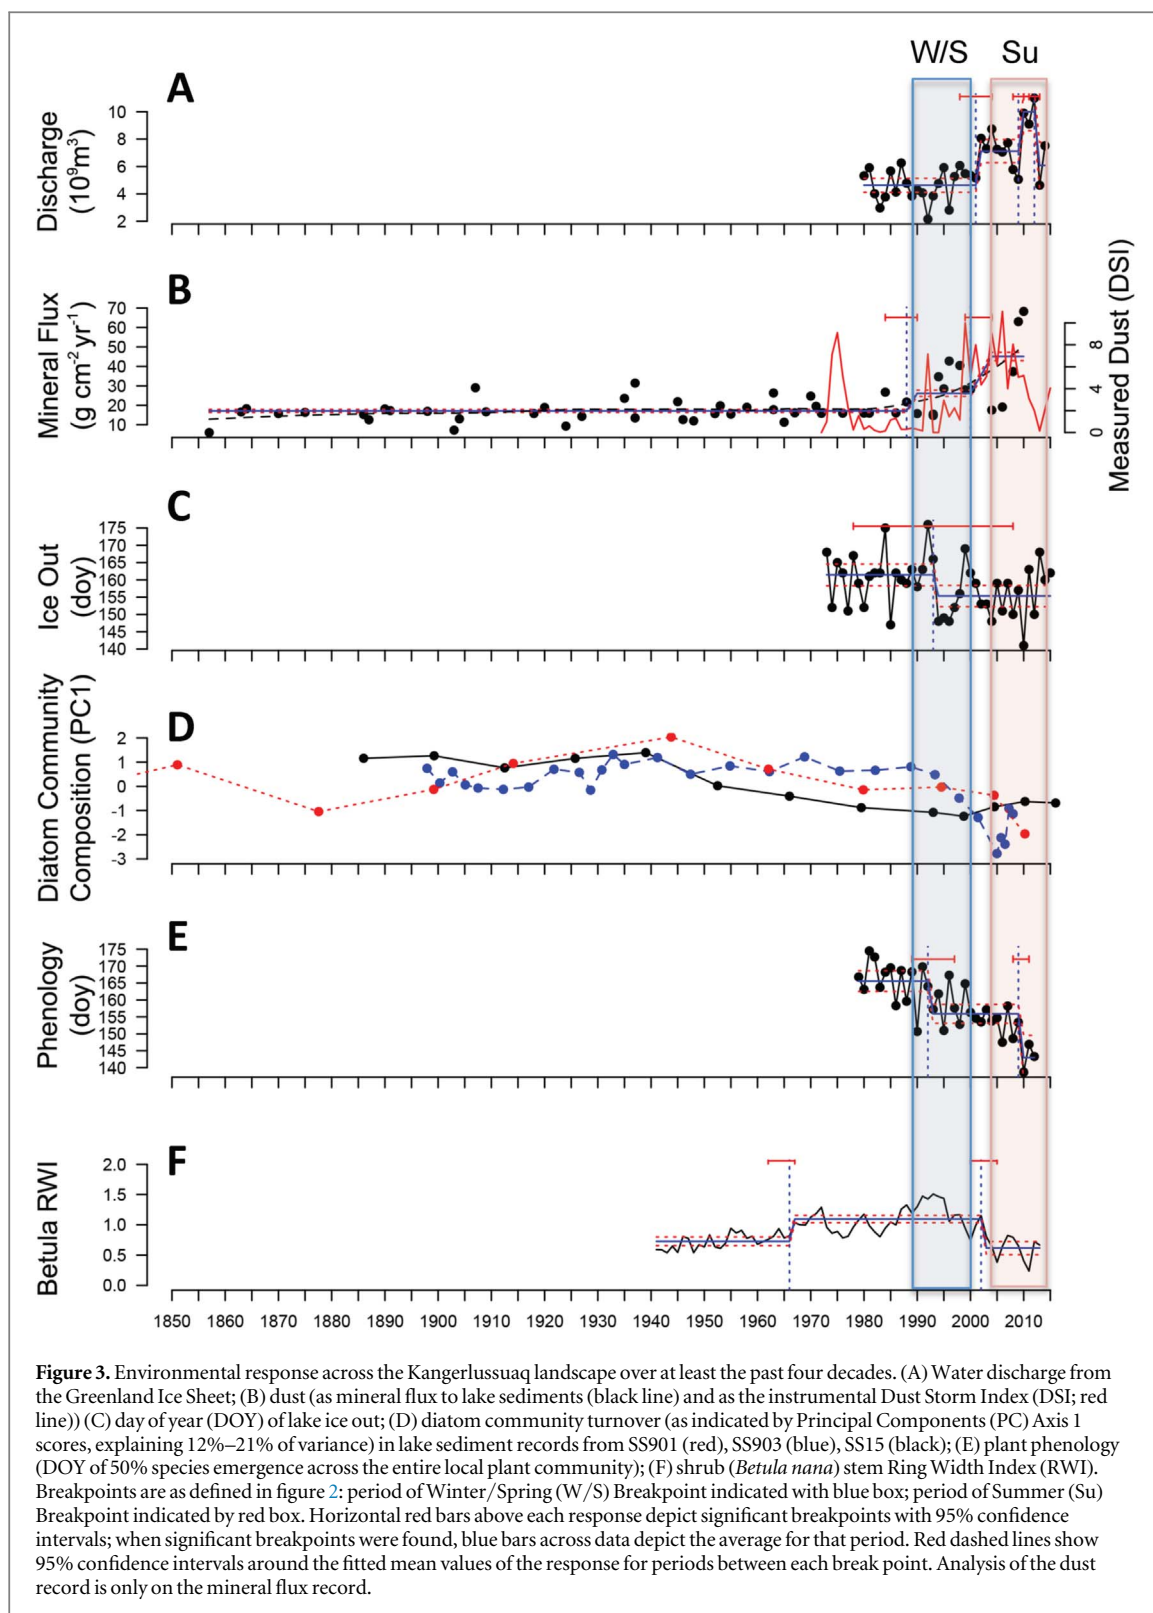 W/S Su
A
Discharge
(10⁹m³)
10
8
6
4
2
B
Mineral Flux
(g cm⁻² yr⁻¹)
70
60
50
40
30
20
10
Measured Dust (DSI)
8
4
0
C
Ice Out
(doy)
175
170
165
160
155
150
145
140
D
Diatom Community
Composition (PC1)
2
1
0
-1
-2
-3
E
Phenology
(doy)
175
170
165
160
155
150
145
140
F
Betula RWI
2.0
1.5
1.0
0.5
0.0
1850 1860 1870 1880 1890 1900 1910 1920 1930 1940 1950 1960 1970 1980 1990 2000 2010
Figure 3. Environmental response across the Kangerlussuaq landscape over at least the past four decades. (A) Water discharge from
the Greenland Ice Sheet; (B) dust (as mineral flux to lake sediments (black line) and as the instrumental Dust Storm Index (DSI; red
line)) (C) day of year (DOY) of lake ice out; (D) diatom community turnover (as indicated by Principal Components (PC) Axis 1
scores, explaining 12%–21% of variance) in lake sediment records from SS901 (red), SS903 (blue), SS15 (black); (E) plant phenology
(DOY of 50% species emergence across the entire local plant community); (F) shrub (Betula nana) stem Ring Width Index (RWI).
Breakpoints are as defined in figure 2: period of Winter/Spring (W/S) Breakpoint indicated with blue box; period of Summer (Su)
Breakpoint indicated by red box. Horizontal red bars above each response depict significant breakpoints with 95% confidence
intervals; when significant breakpoints were found, blue bars across data depict the average for that period. Red dashed lines show
95% confidence intervals around the fitted mean values of the response for periods between each break point. Analysis of the dust
record is only on the mineral flux record.